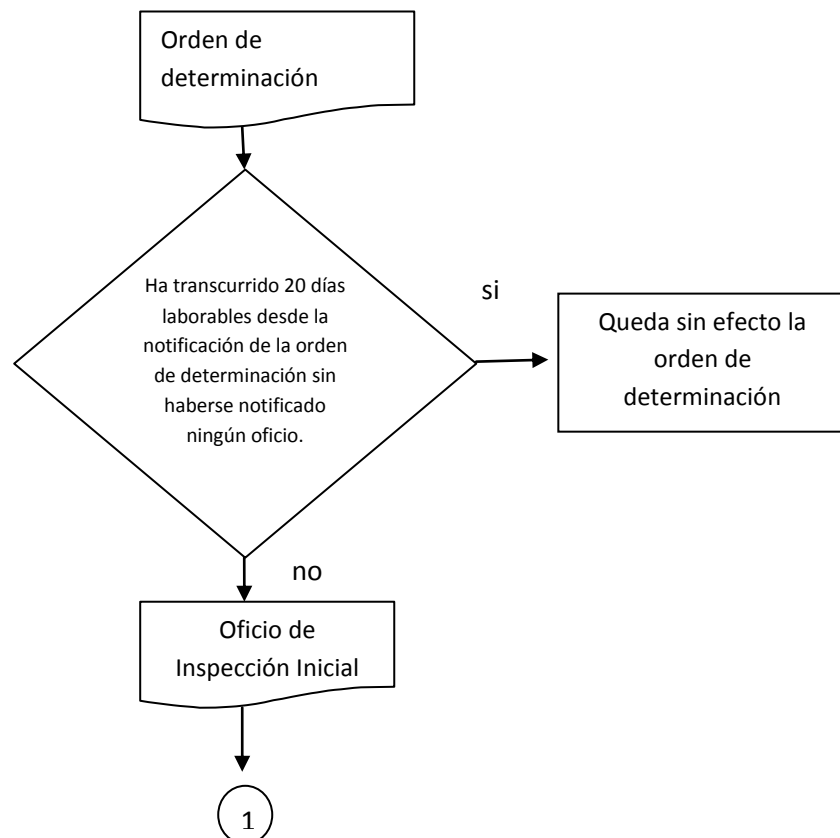 Orden de
determinación
Ha transcurrido 20 días
laborables desde la
notificación de la orden
de determinación sin
haberse notificado
ningún oficio.
si
Queda sin efecto la
orden de
determinación
no
Oficio de
Inspección Inicial
1